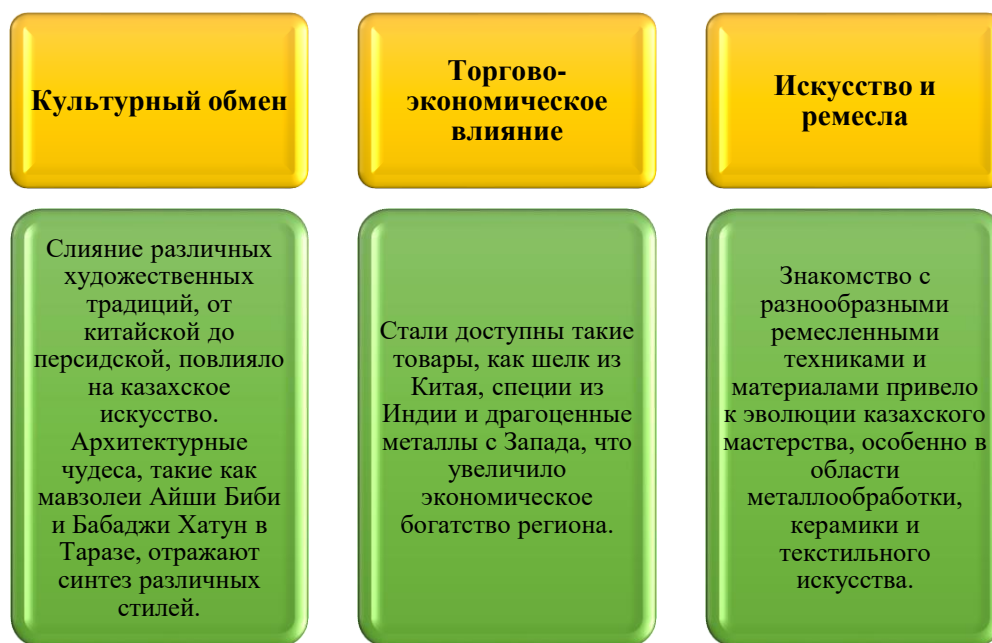 Культурный обмен
Торгово-
экономическое
влияние
Искусство и
ремесла
Слияние различных
художественных
традиций, от
китайской до
персидской, повлияло
на казахское
искусство.
Архитектурные
чудеса, такие как
мавзолеи Айши Биби
и Бабаджи Хатун в
Таразе, отражают
синтез различных
стилей.
Стали доступны такие
товары, как шелк из
Китая, специи из
Индии и драгоценные
металлы с Запада, что
увеличило
экономическое
богатство региона.
Знакомство с
разнообразными
ремесленными
техниками и
материалами привело
к эволюции казахского
мастерства, особенно в
области
металлообработки,
керамики и
текстильного
искусства.